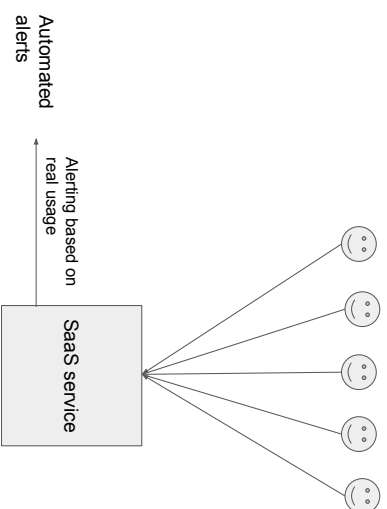 Automated
alerts
Alerting based on
real usage
SaaS service